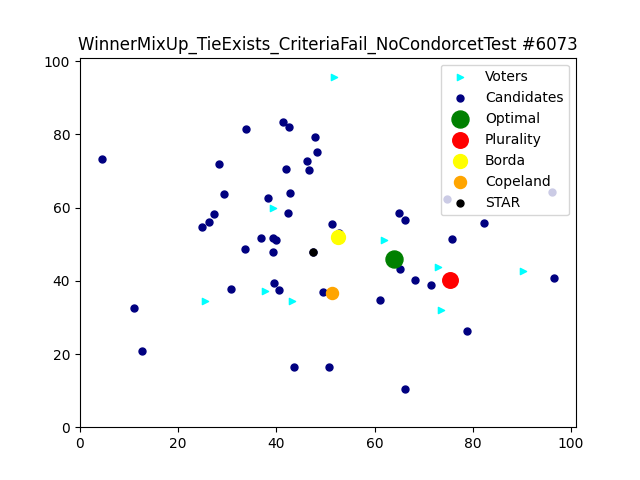 WinnerMixUp_TieExists_CriteriaFail_NoCondorcetTest #6073
100
80
60
40
20
0
0 20 40 60 80 100
Voters
Candidates
Optimal
Plurality
Borda
Copeland
STAR